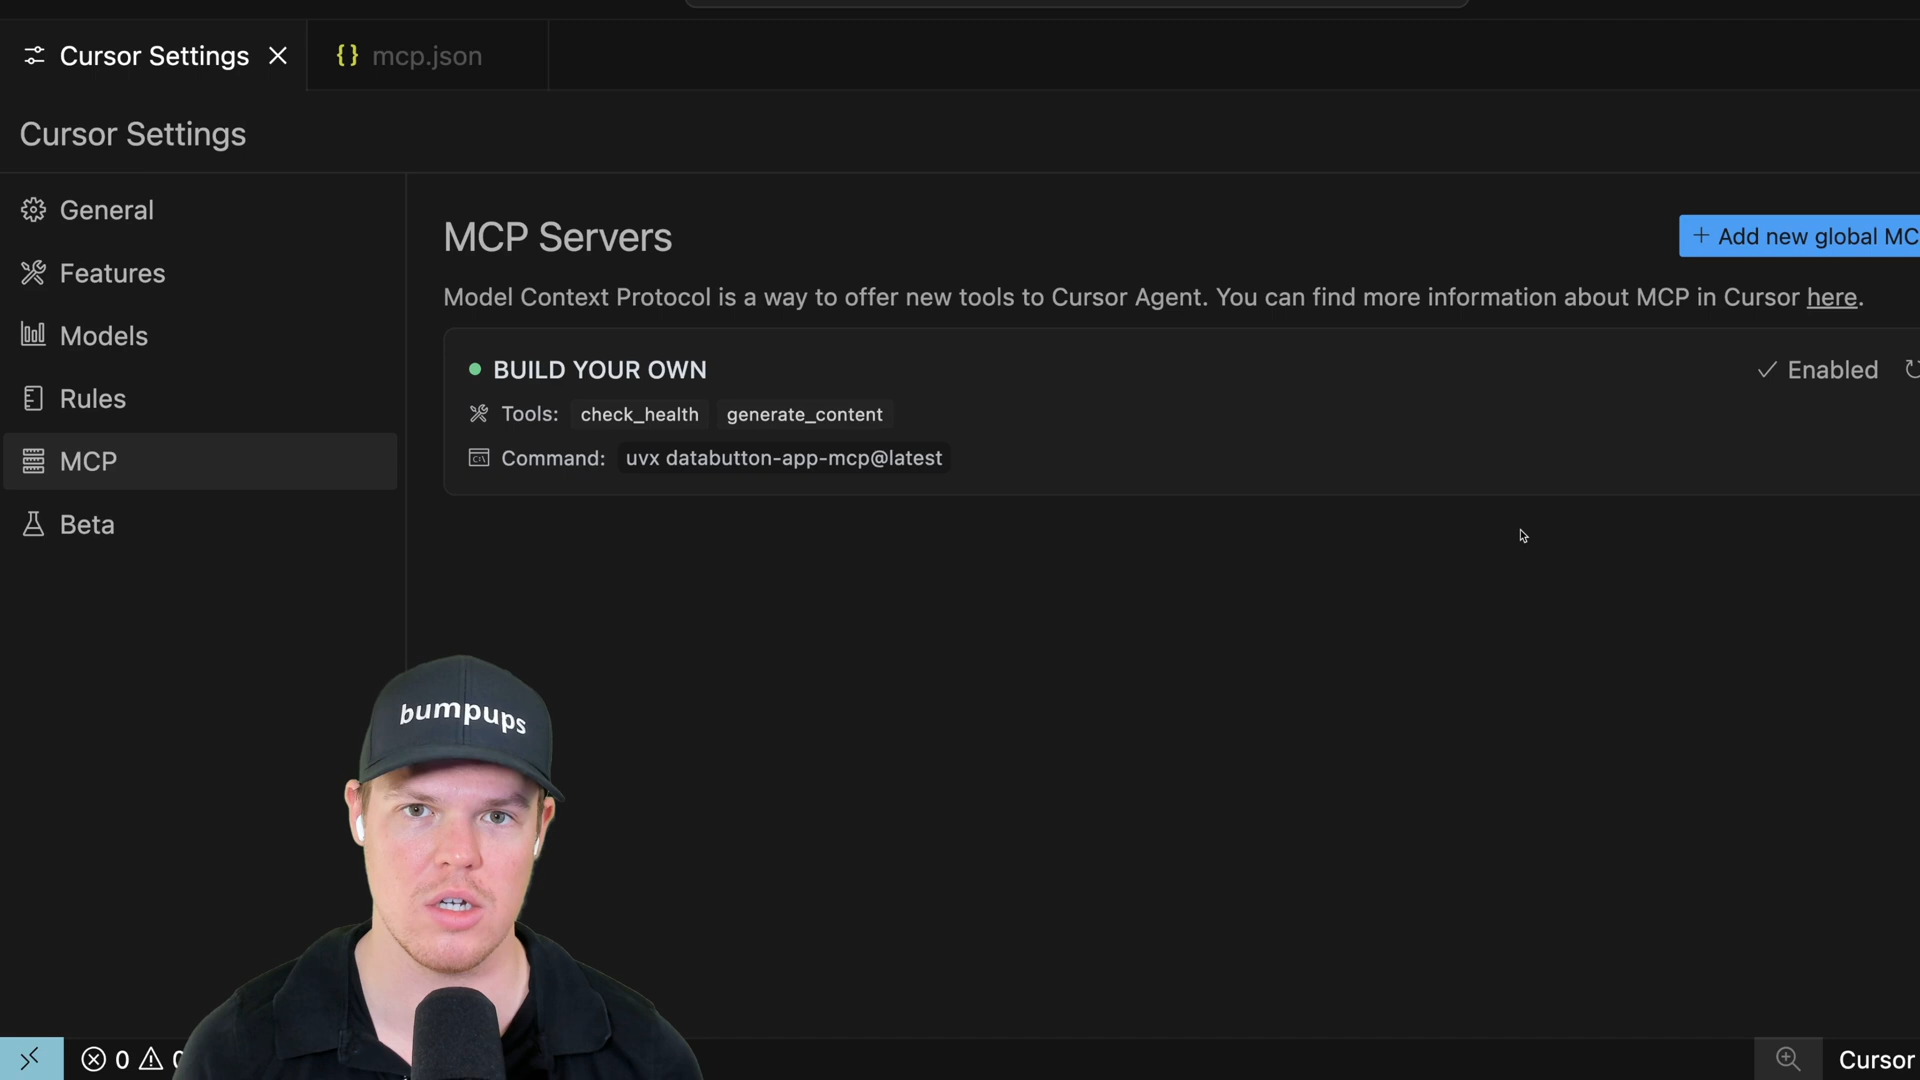 Cursor Settings
mcp.json
Cursor Settings
General
Features
Models
Rules
MCP
Beta
MCP Servers
+ Add new global MC
Model Context Protocol is a way to offer new tools to Cursor Agent. You can find more information about MCP in Cursor here.
BUILD YOUR OWN
Enabled
Tools: check_health generate_content
Command: uvx databutton-app-mcp@latest
bumpups
0 0
Cursor